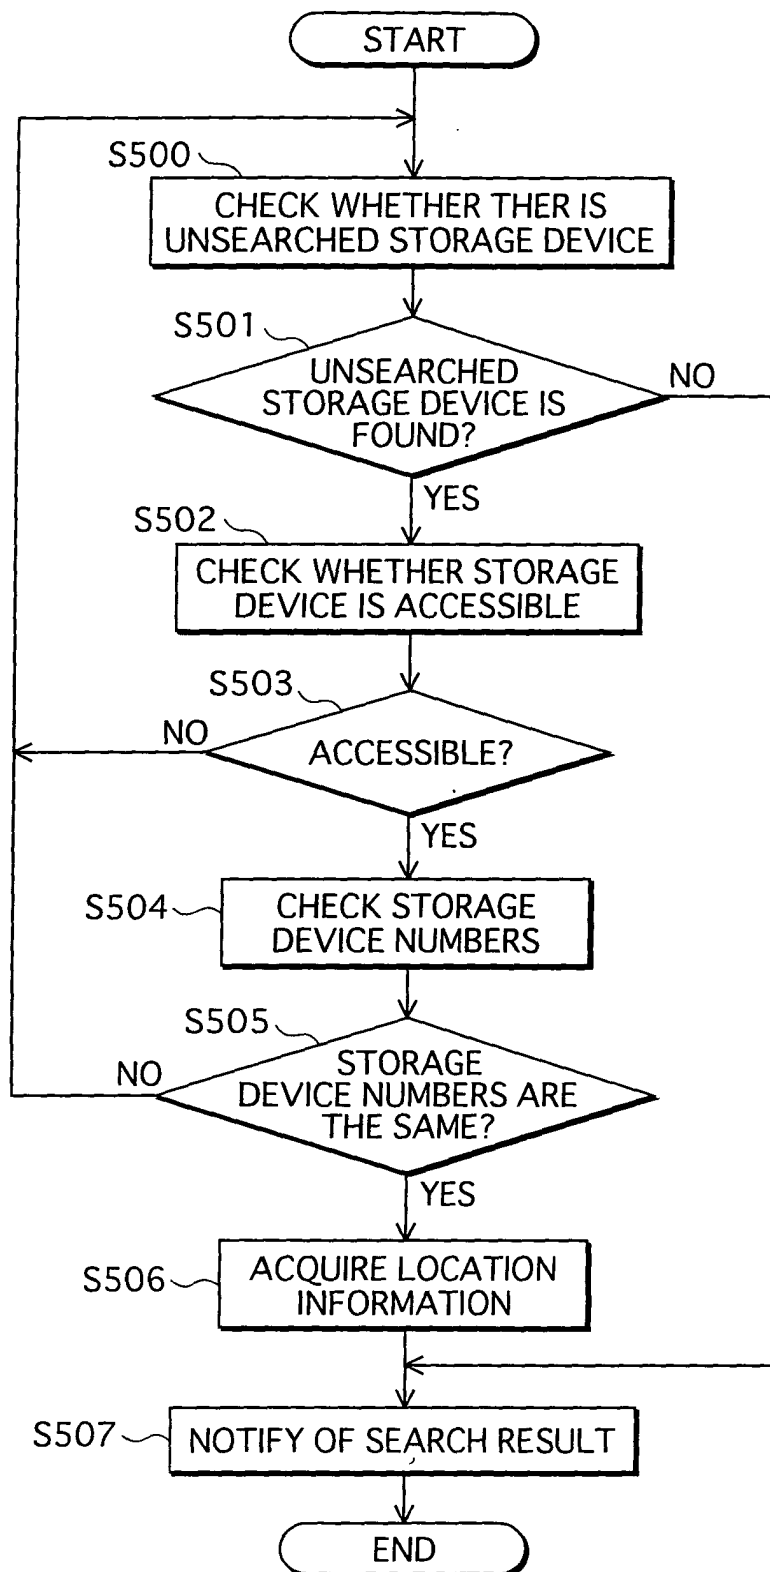 START
S500
CHECK WHETHER THER IS
UNSEARCHED STORAGE DEVICE
S501
UNSEARCHED
STORAGE DEVICE IS
FOUND?
NO
YES
S502
CHECK WHETHER STORAGE
DEVICE IS ACCESSIBLE
S503
NO
ACCESSIBLE?
YES
S504
CHECK STORAGE
DEVICE NUMBERS
S505
NO
STORAGE
DEVICE NUMBERS ARE
THE SAME?
YES
S506
ACQUIRE LOCATION
INFORMATION
S507
NOTIFY OF SEARCH RESULT
END